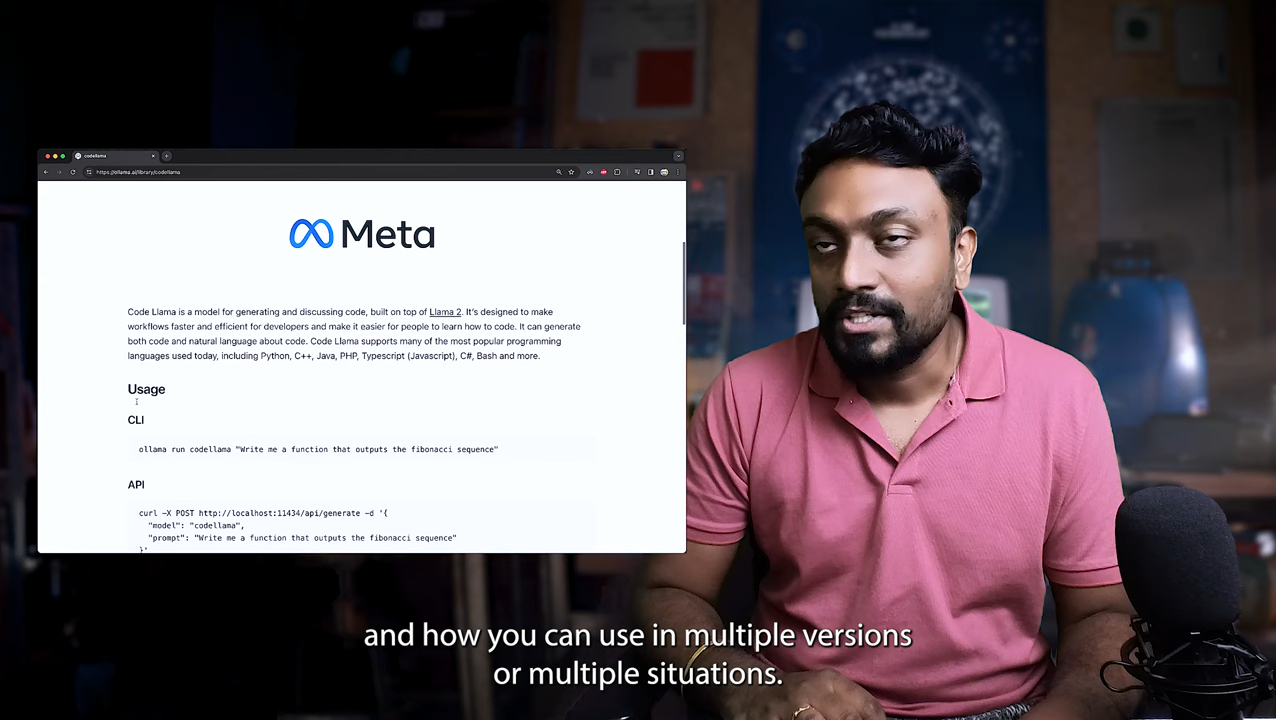 codellama
https://ollama.ai/library/codellama
Meta
Code Llama is a model for generating and discussing code, built on top of Llama 2. It's designed to make
workflows faster and efficient for developers and make it easier for people to learn how to code. It can generate
both code and natural language about code. Code Llama supports many of the most popular programming
languages used today, including Python, C++, Java, PHP, Typescript (Javascript), C#, Bash and more.
Usage
CLI
ollama run codellama "Write me a function that outputs the fibonacci sequence"
API
curl -X POST http://localhost:11434/api/generate -d '{
"model": "codellama",
"prompt": "Write me a function that outputs the fibonacci sequence"
}'
and how you can use in multiple versions
or multiple situations.